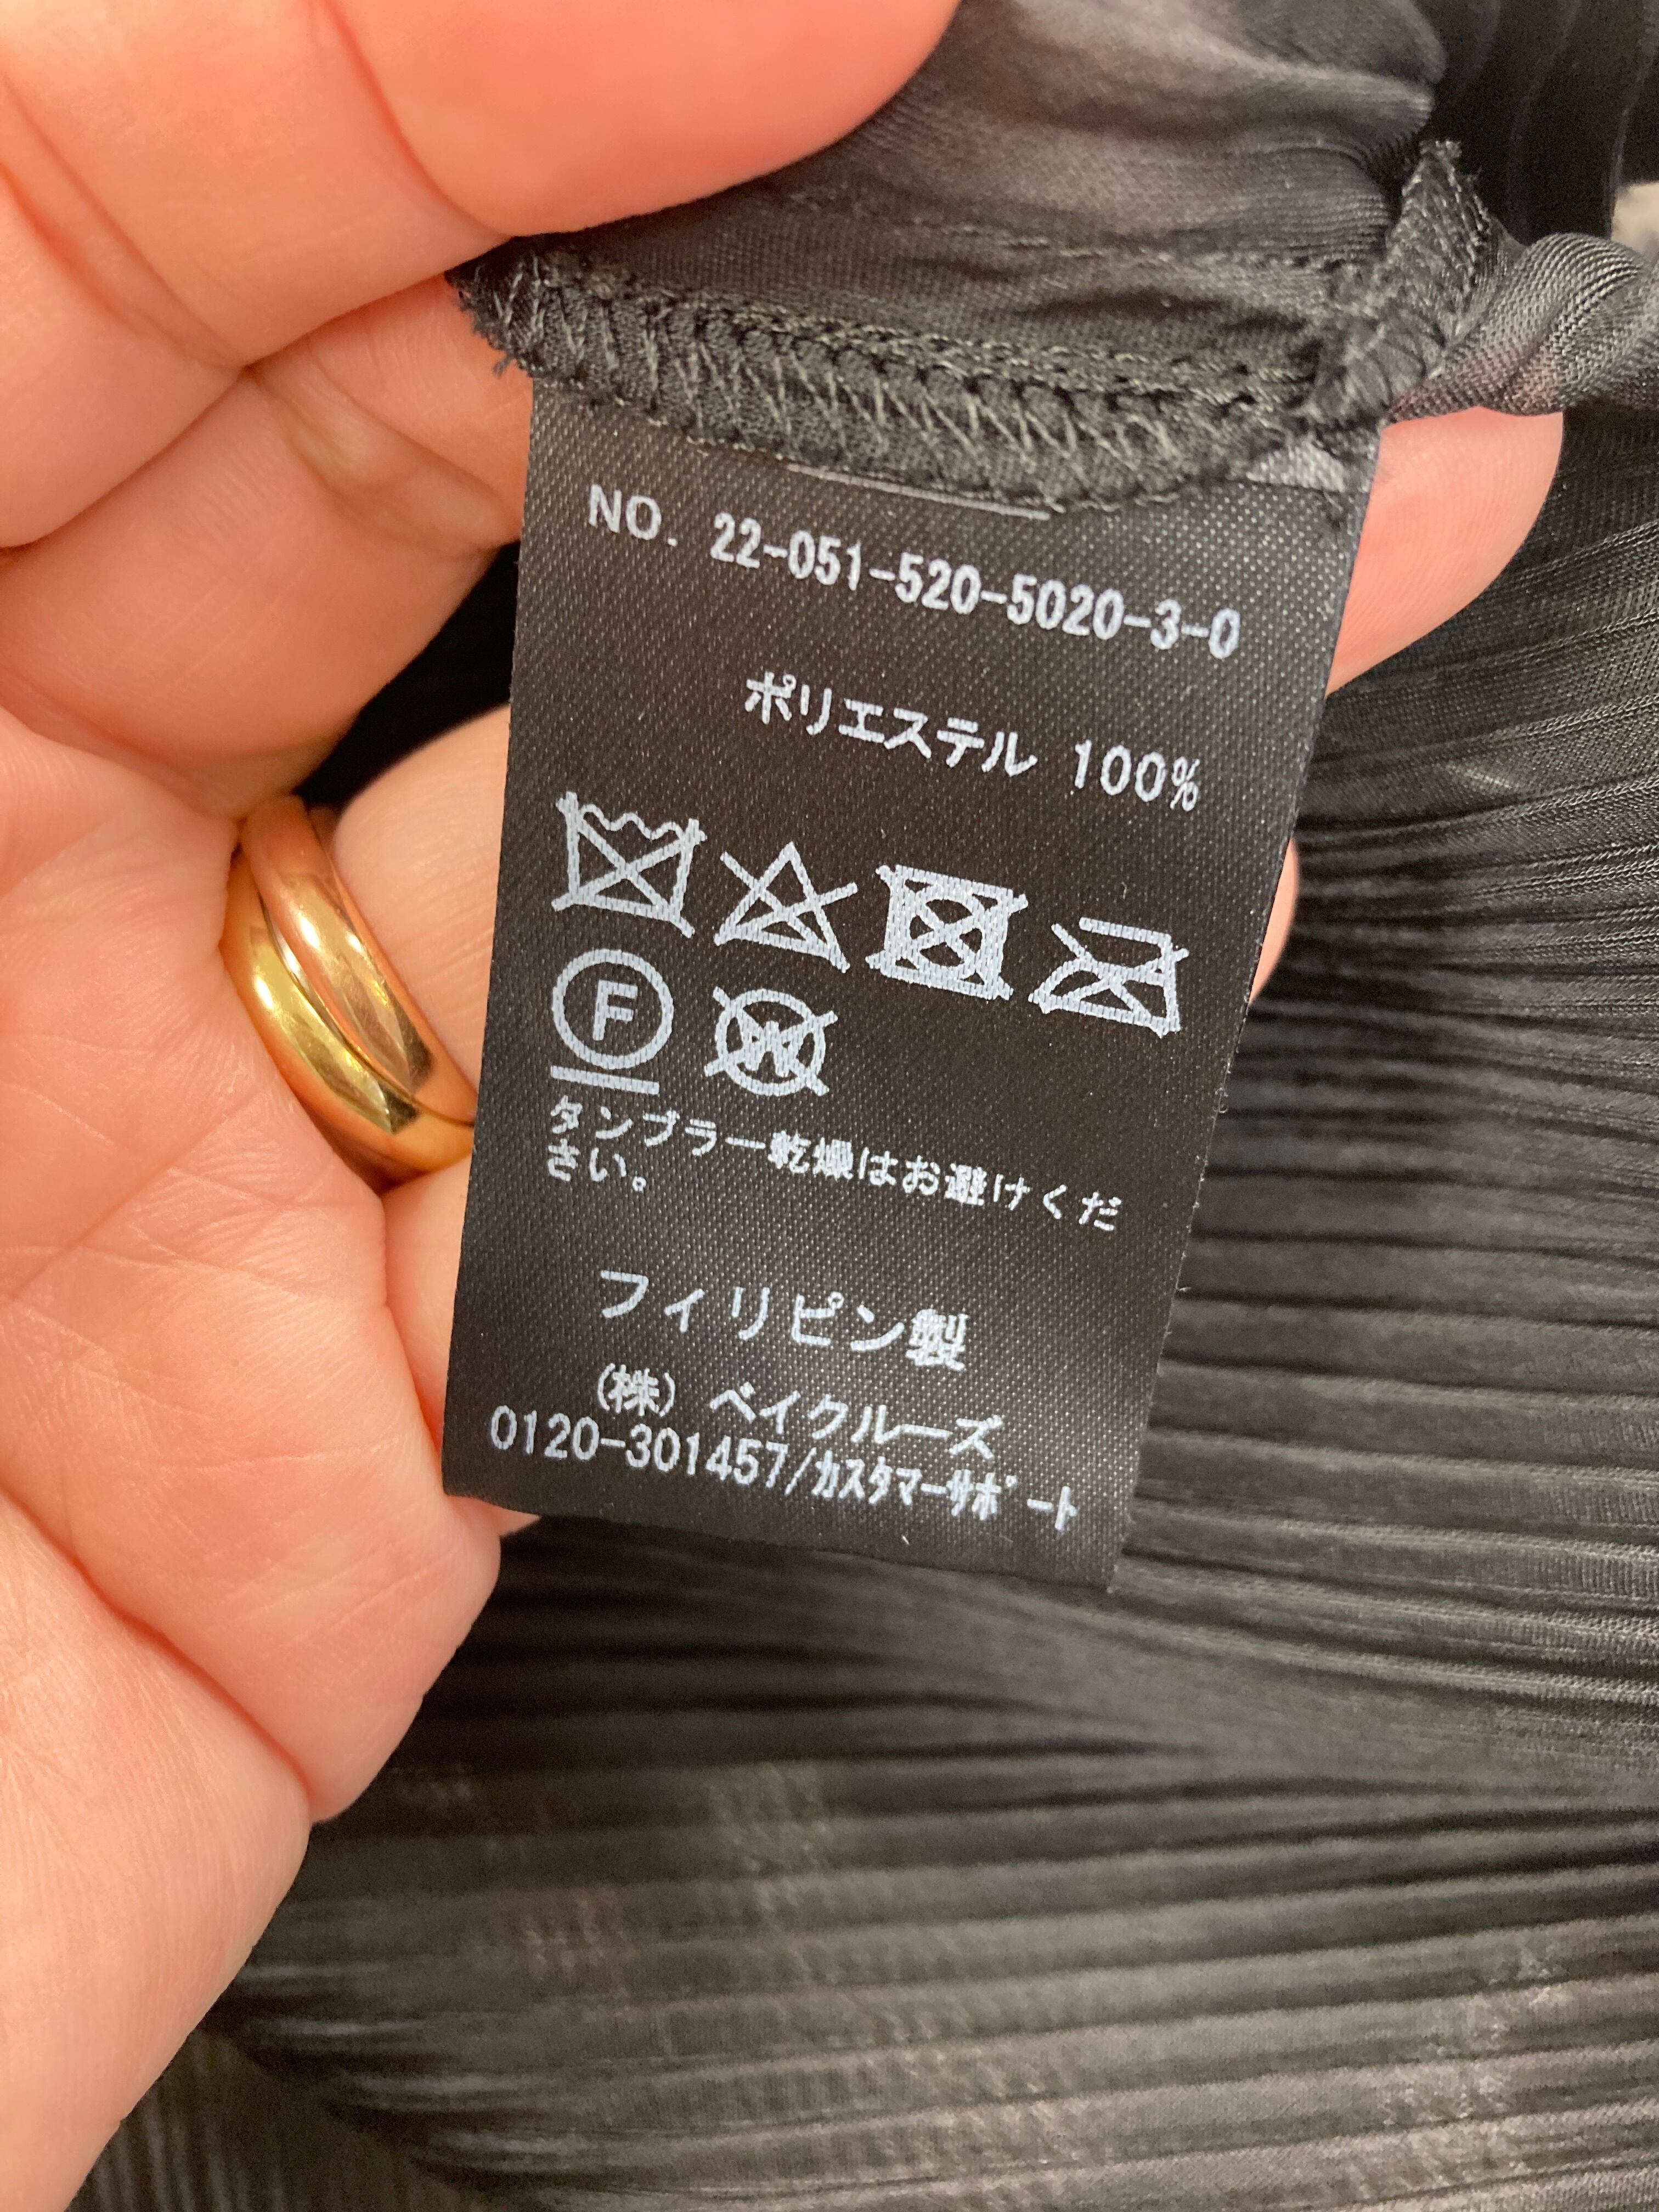 NO. 22-051-520-5020-3-0
ポリエステル 100%
F W
タンブラー乾燥はお避けくだ
さい。
フィリピン製
(株) ベイクルーズ
0120-301457/ｶｽﾀﾏｰｻﾎﾟｰﾄ